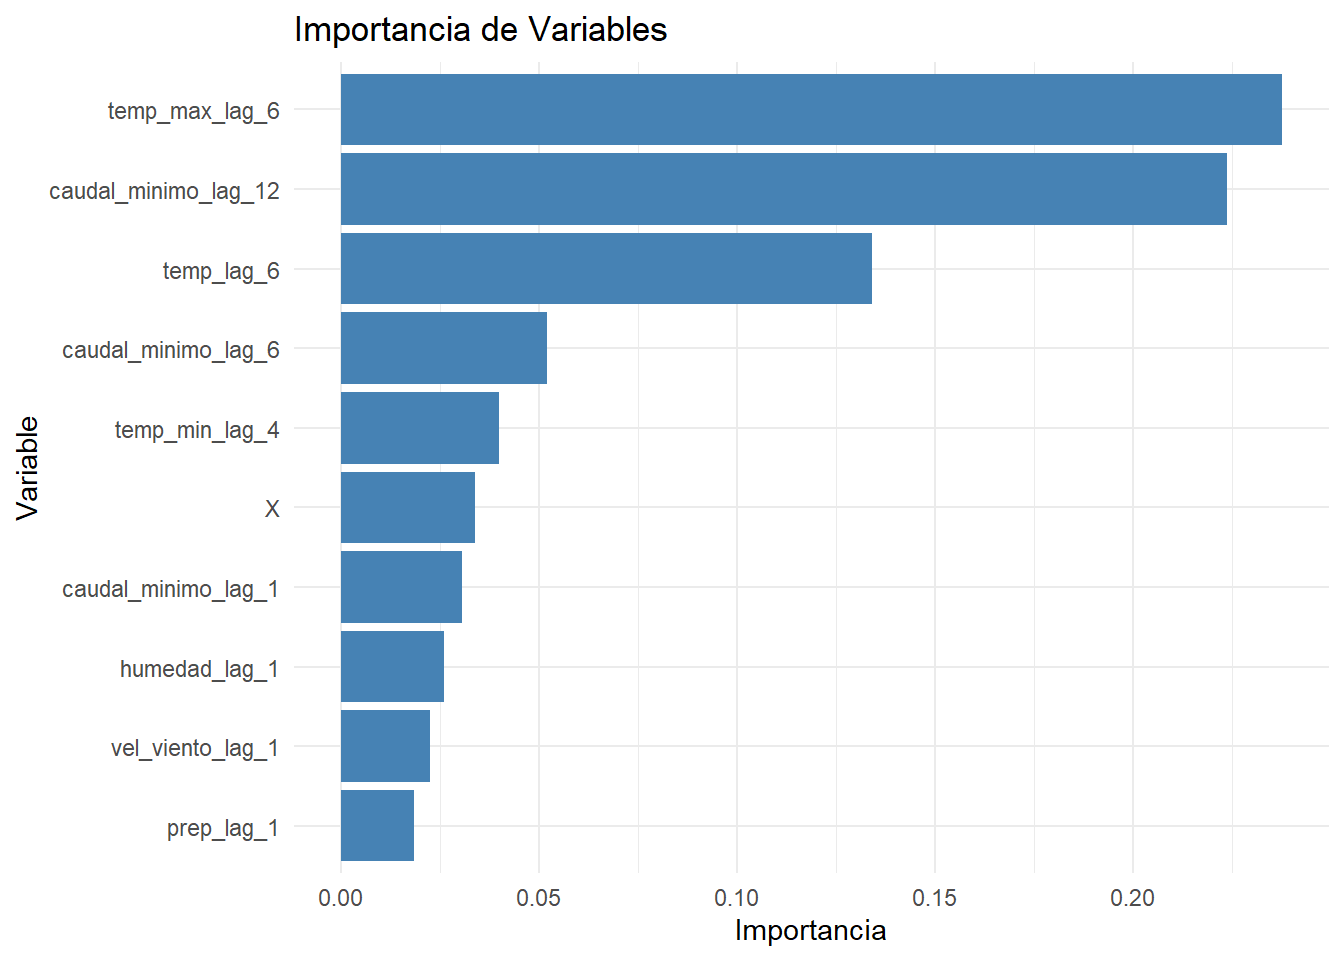 Importancia de Variables
Variable
temp_max_lag_6
caudal_minimo_lag_12
temp_lag_6
caudal_minimo_lag_6
temp_min_lag_4
X
caudal_minimo_lag_1
humedad_lag_1
vel_viento_lag_1
prep_lag_1
0.00 0.05 0.10 0.15 0.20
Importancia